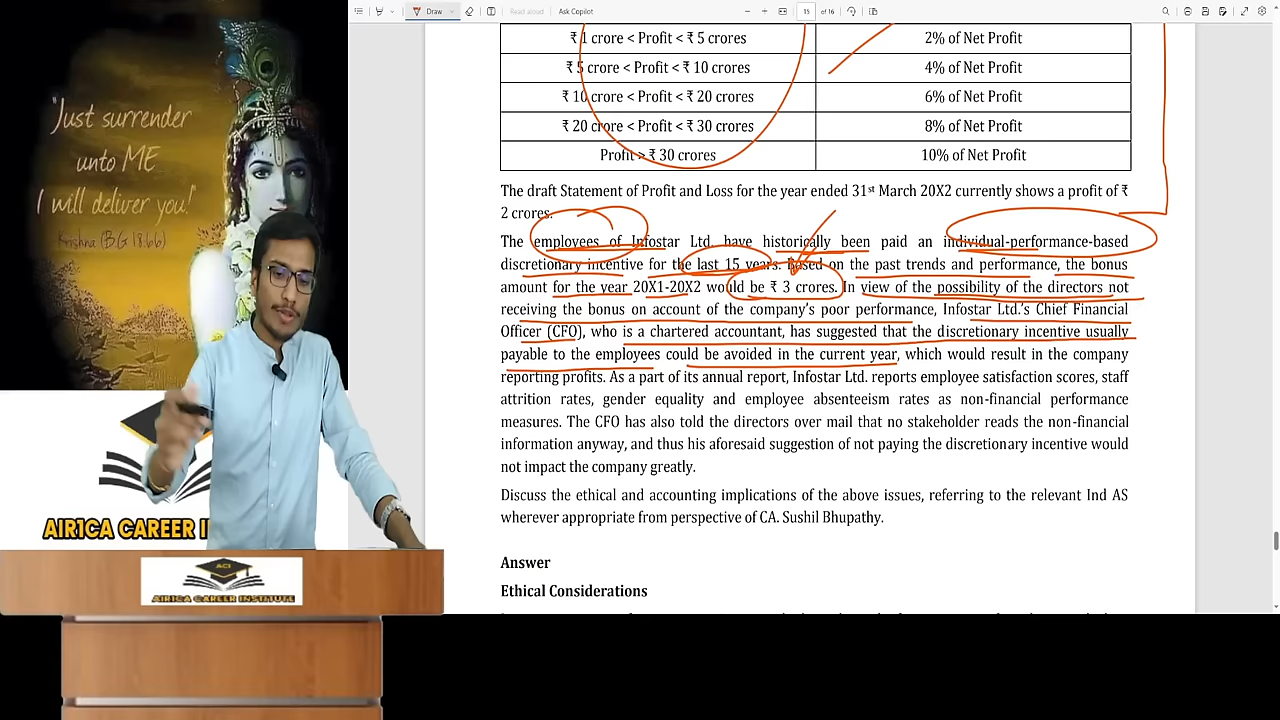 "Just surrender
unto ME
I will deliver you!"
- Krishna (BG 18:66)
AIR1CA CAREER I
ACI
AIR1CA CAREER INSTITUTE
Draw
Read aloud
Ask Copilot
15
of 16
₹ 1 crore < Profit < ₹ 5 crores
2% of Net Profit
₹ 5 crore < Profit < ₹ 10 crores
4% of Net Profit
₹ 10 crore < Profit < ₹ 20 crores
6% of Net Profit
₹ 20 crore < Profit < ₹ 30 crores
8% of Net Profit
Profit > ₹ 30 crores
10% of Net Profit
The draft Statement of Profit and Loss for the year ended 31st March 20X2 currently shows a profit of ₹
2 crores.
The employees of Infostar Ltd. have historically been paid an individual-performance-based
discretionary incentive for the last 15 years. Based on the past trends and performance, the bonus
amount for the year 20X1-20X2 would be ₹ 3 crores. In view of the possibility of the directors not
receiving the bonus on account of the company's poor performance, Infostar Ltd.'s Chief Financial
Officer (CFO), who is a chartered accountant, has suggested that the discretionary incentive usually
payable to the employees could be avoided in the current year, which would result in the company
reporting profits. As a part of its annual report, Infostar Ltd. reports employee satisfaction scores, staff
attrition rates, gender equality and employee absenteeism rates as non-financial performance
measures. The CFO has also told the directors over mail that no stakeholder reads the non-financial
information anyway, and thus his aforesaid suggestion of not paying the discretionary incentive would
not impact the company greatly.
Discuss the ethical and accounting implications of the above issues, referring to the relevant Ind AS
wherever appropriate from perspective of CA. Sushil Bhupathy.
Answer
Ethical Considerations